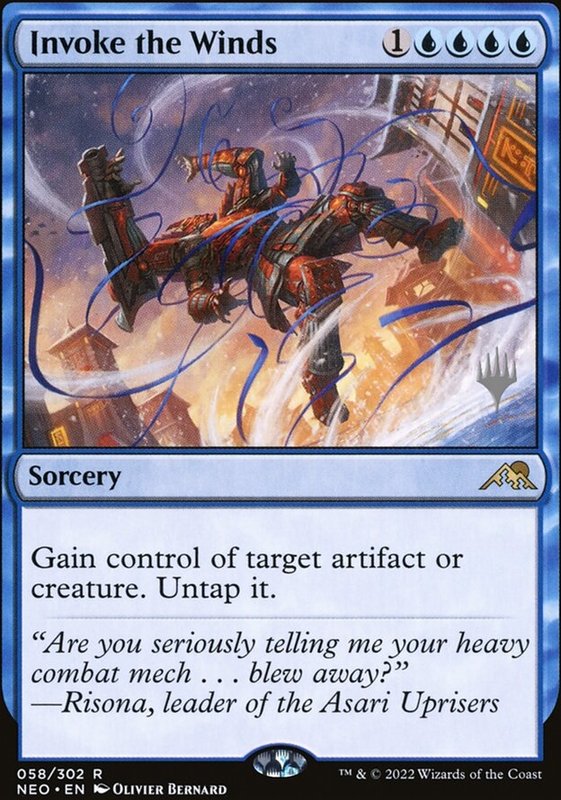 Invoke the Winds 1
Sorcery
Gain control of target artifact or
creature. Untap it.
“Are you seriously telling me your heavy
combat mech . . . blew away?”
—Risona, leader of the Asari Uprisers
058/302 R
NEO • EN Olivier Bernard
™ & © 2022 Wizards of the Coast